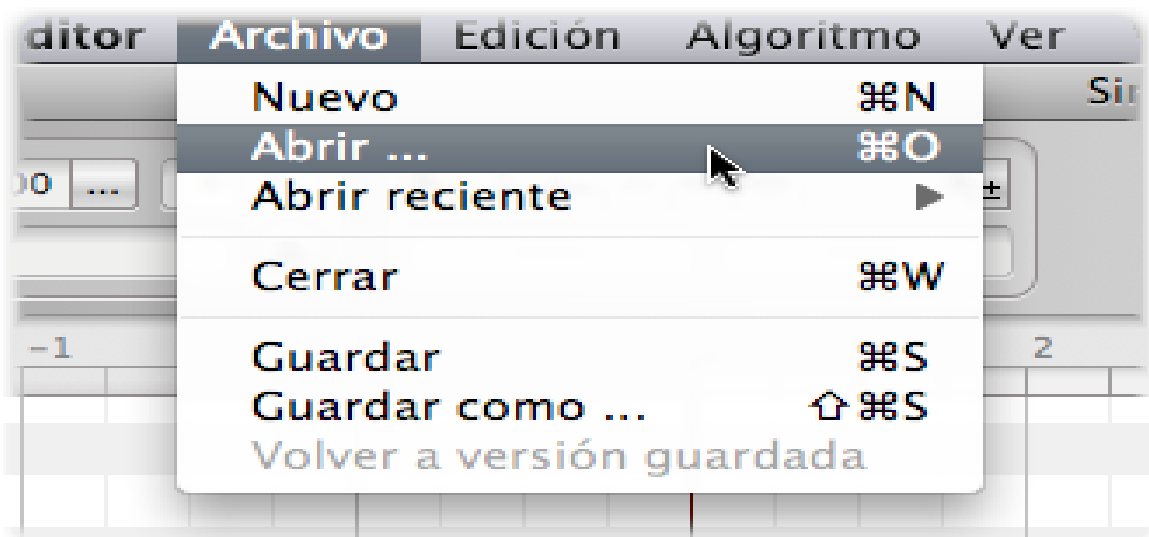 ditor Archivo Edición Algoritmo Ver
Nuevo ⌘N
Abrir ... ⌘O
...
Abrir reciente ▶
±
Cerrar ⌘W
-1
2
Guardar ⌘S
Guardar como ... ⇧⌘S
Volver a versión guardada